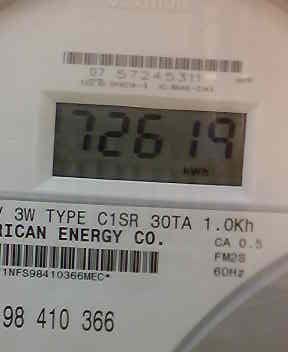 07 57245311
72619
kWh
V 3W TYPE C1SR 30TA 1.0Kh
RICAN ENERGY CO.
CA 0.5
FM2S
60Hz
1NFS98410366MEC*
98 410 366